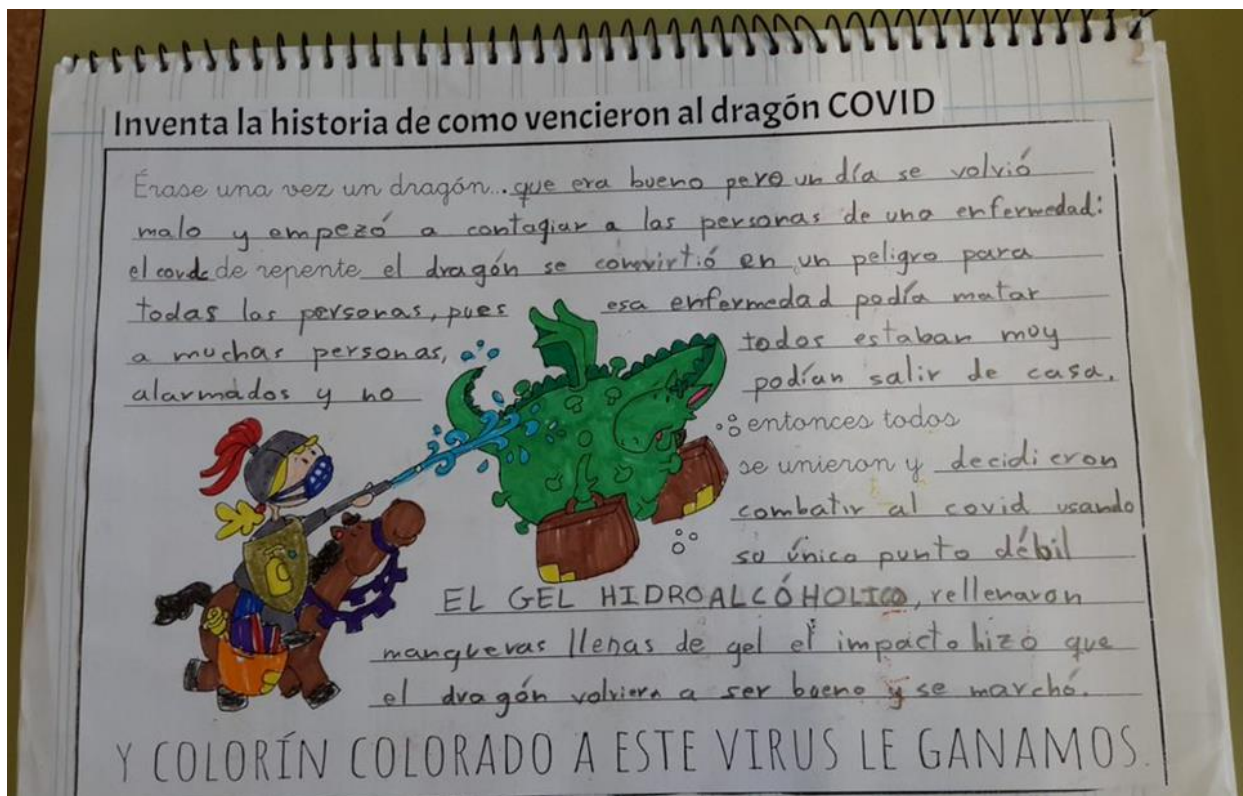 Inventa la historia de como vencieron al dragón COVID
Érase una vez un dragón... que era bueno pero un día se volvió
malo y empezó a contagiar a las personas de una enfermedad:
el covid de repente el dragón se convirtió en un peligro para
todas las personas, pues esa enfermedad podía matar
a muchas personas, todos estaban muy
alarmados y no podían salir de casa.
entonces todos
se unieron y decidieron
combatir al covid usando
su único punto débil
EL GEL HIDROALCÓHOLICO, rellenaron
mangueras llenas de gel el impacto hizó que
el dragón volviera a ser bueno y se marchó.
Y COLORÍN COLORADO A ESTE VIRUS LE GANAMOS.